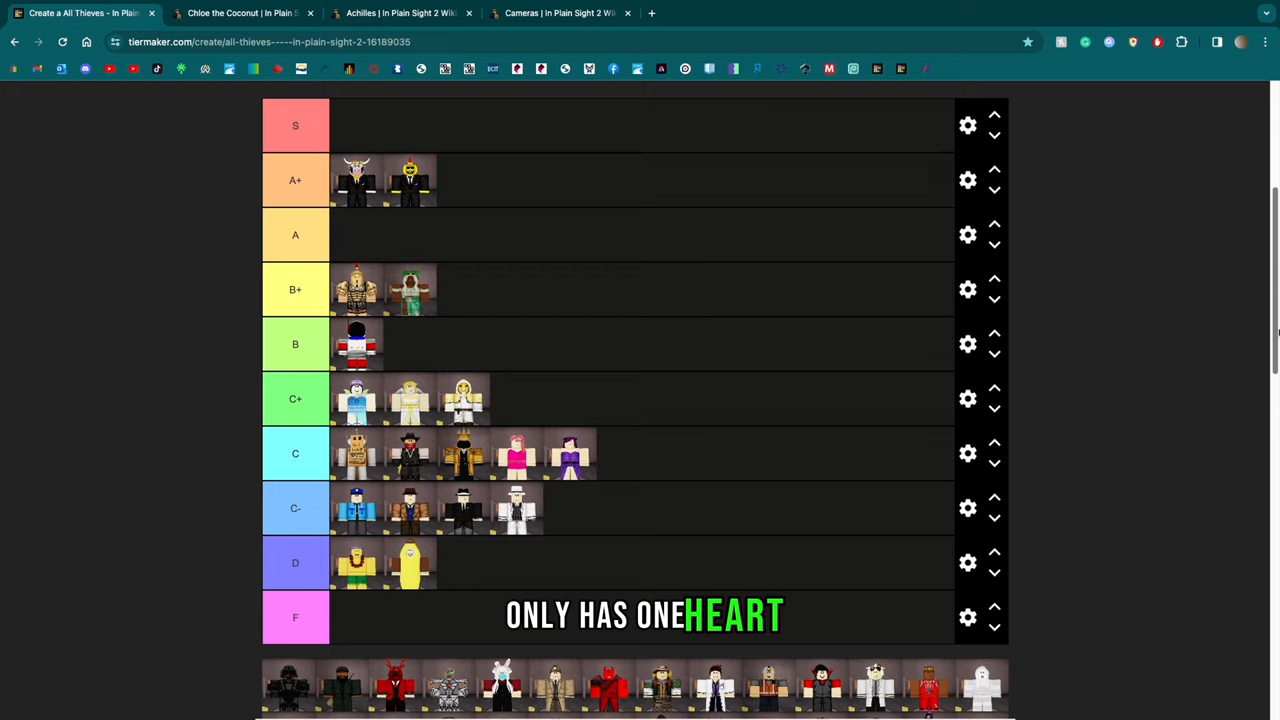 Create a All Thieves - In Plain
Chloe the Coconut | In Plain S
Achilles | In Plain Sight 2 Wiki
Cameras | In Plain Sight 2 Wik
tiermaker.com/create/all-thieves-----in-plain-sight-2-16189035
S
A+
A
B+
B
C+
C
C-
D
F
ONLY HAS ONE HEART